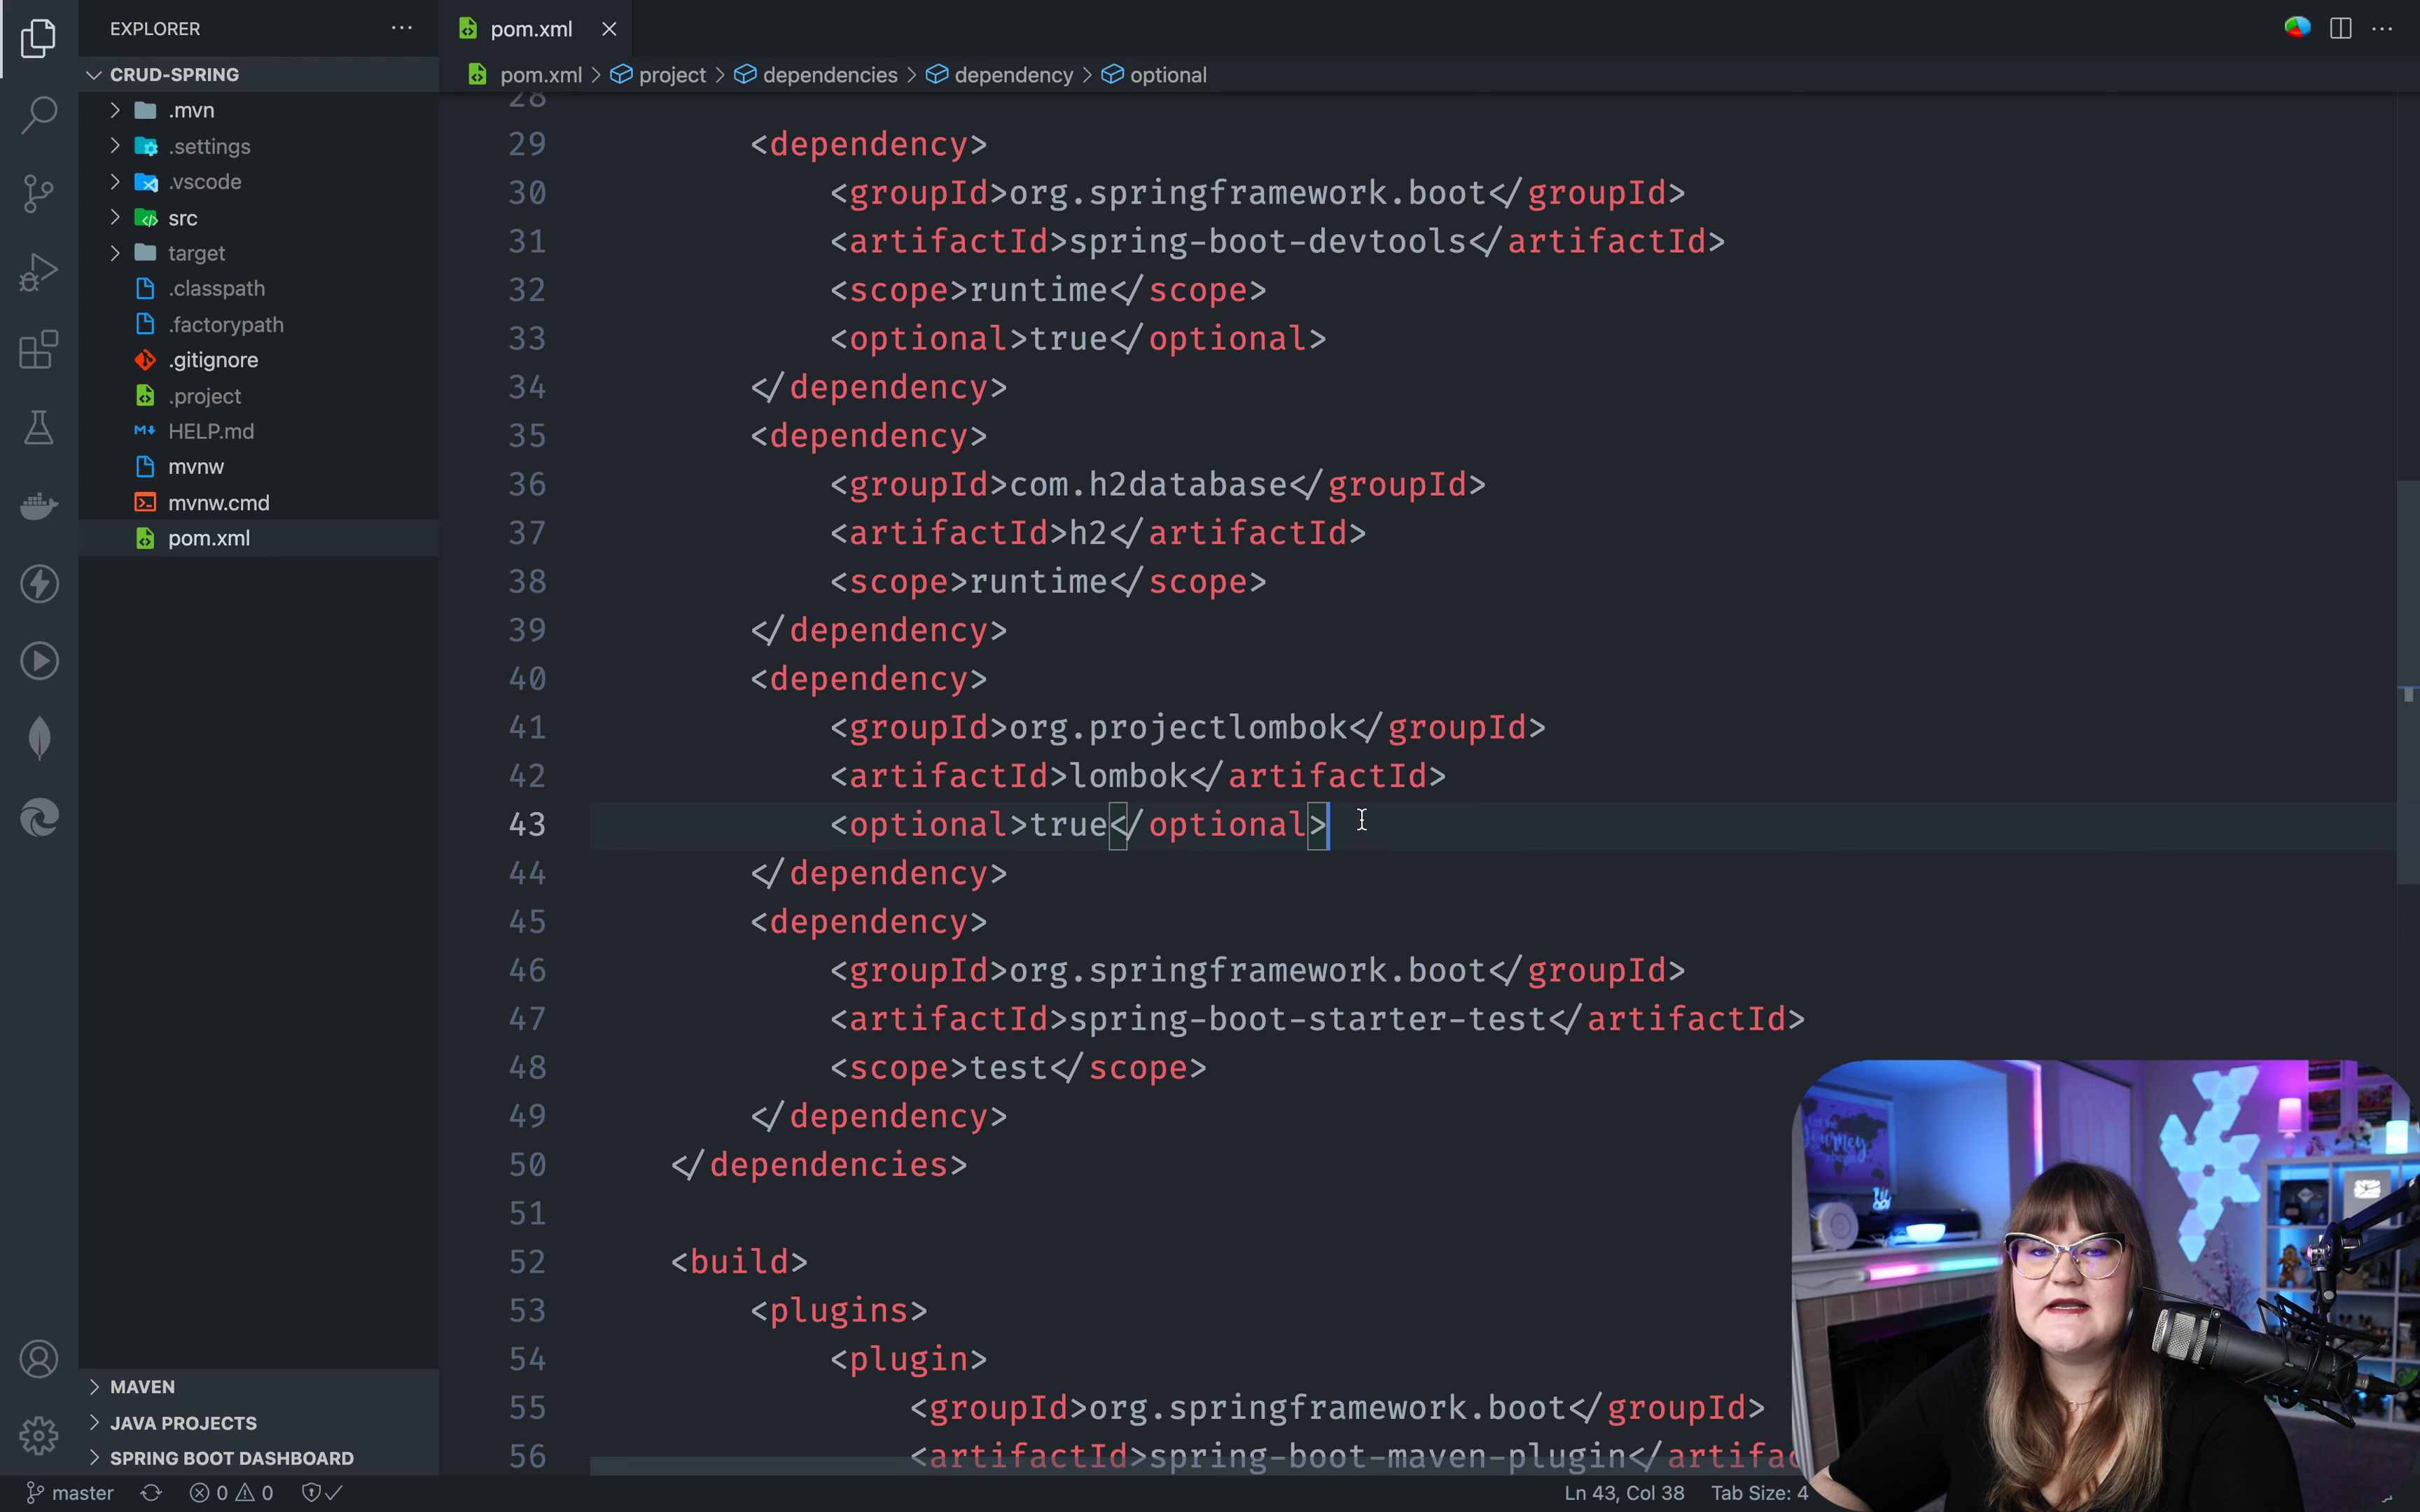 EXPLORER
CRUD-SPRING
.mvn
.settings
.vscode
src
target
.classpath
.factorypath
.gitignore
.project
HELP.md
mvnw
mvnw.cmd
pom.xml
MAVEN
JAVA PROJECTS
SPRING BOOT DASHBOARD
pom.xml
pom.xml > project > dependencies > dependency > optional
28
29 <dependency>
30 <groupId>org.springframework.boot</groupId>
31 <artifactId>spring-boot-devtools</artifactId>
32 <scope>runtime</scope>
33 <optional>true</optional>
34 </dependency>
35 <dependency>
36 <groupId>com.h2database</groupId>
37 <artifactId>h2</artifactId>
38 <scope>runtime</scope>
39 </dependency>
40 <dependency>
41 <groupId>org.projectlombok</groupId>
42 <artifactId>lombok</artifactId>
43 <optional>true</optional>
44 </dependency>
45 <dependency>
46 <groupId>org.springframework.boot</groupId>
47 <artifactId>spring-boot-starter-test</artifactId>
48 <scope>test</scope>
49 </dependency>
50 </dependencies>
51
52 <build>
53 <plugins>
54 <plugin>
55 <groupId>org.springframework.boot</groupId>
56 <artifactId>spring-boot-maven-plugin</artifac
journey
master
0 0
Ln 43, Col 38
Tab Size: 4